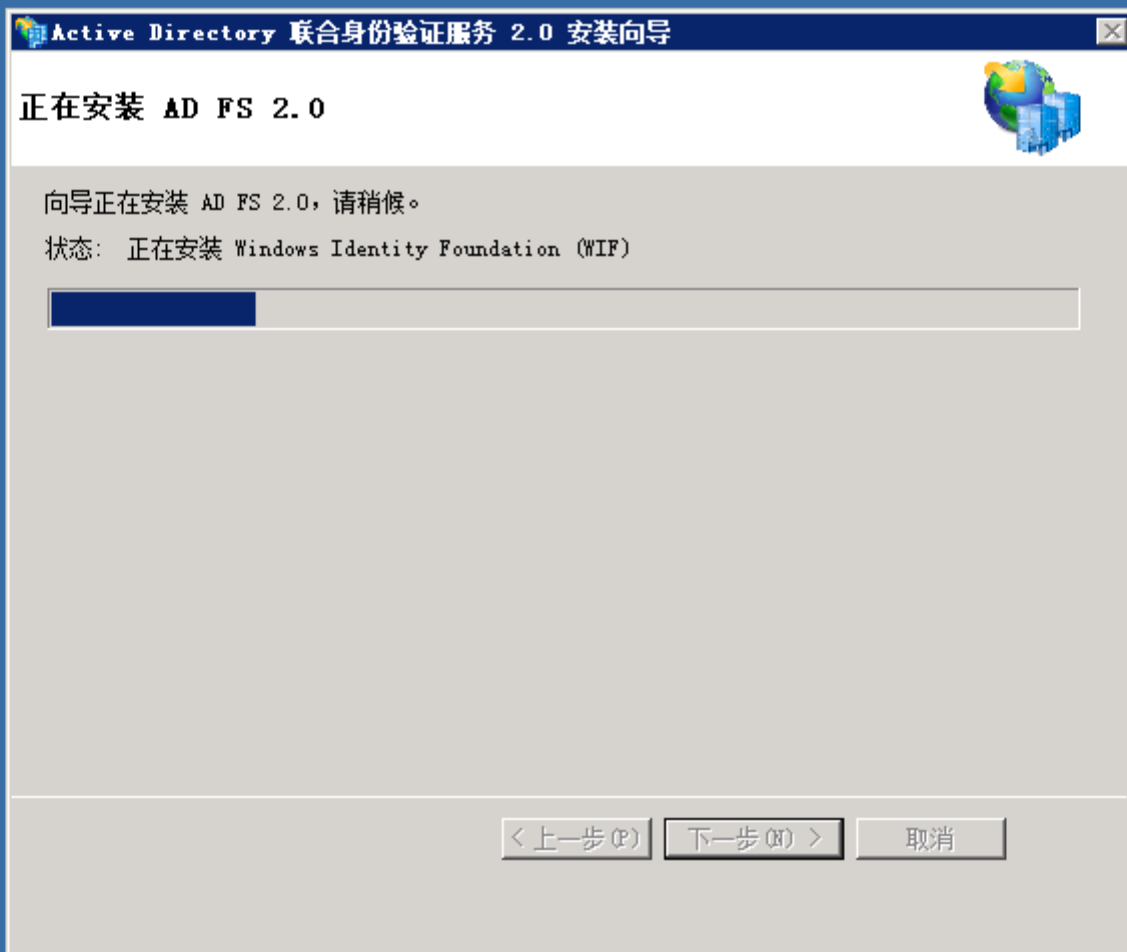 Active Directory 联合身份验证服务 2.0 安装向导
正在安装 AD FS 2.0
向导正在安装 AD FS 2.0，请稍候。
状态： 正在安装 Windows Identity Foundation (WIF)
< 上一步(P) 下一步(N) > 取消